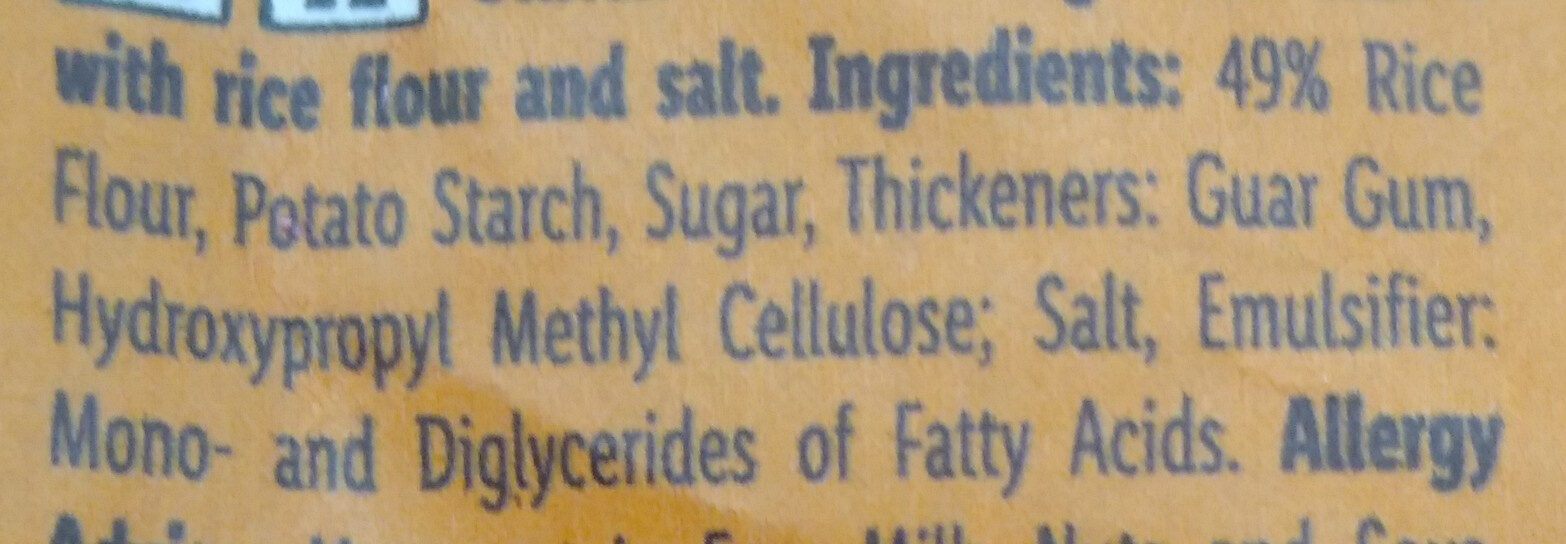 with rice flour and salt. Ingredients: 49% Rice
Flour, Potato Starch, Sugar, Thickeners: Guar Gum,
Hydroxypropyl Methyl Cellulose; Salt, Emulsifier:
Mono- and Diglycerides of Fatty Acids. Allergy